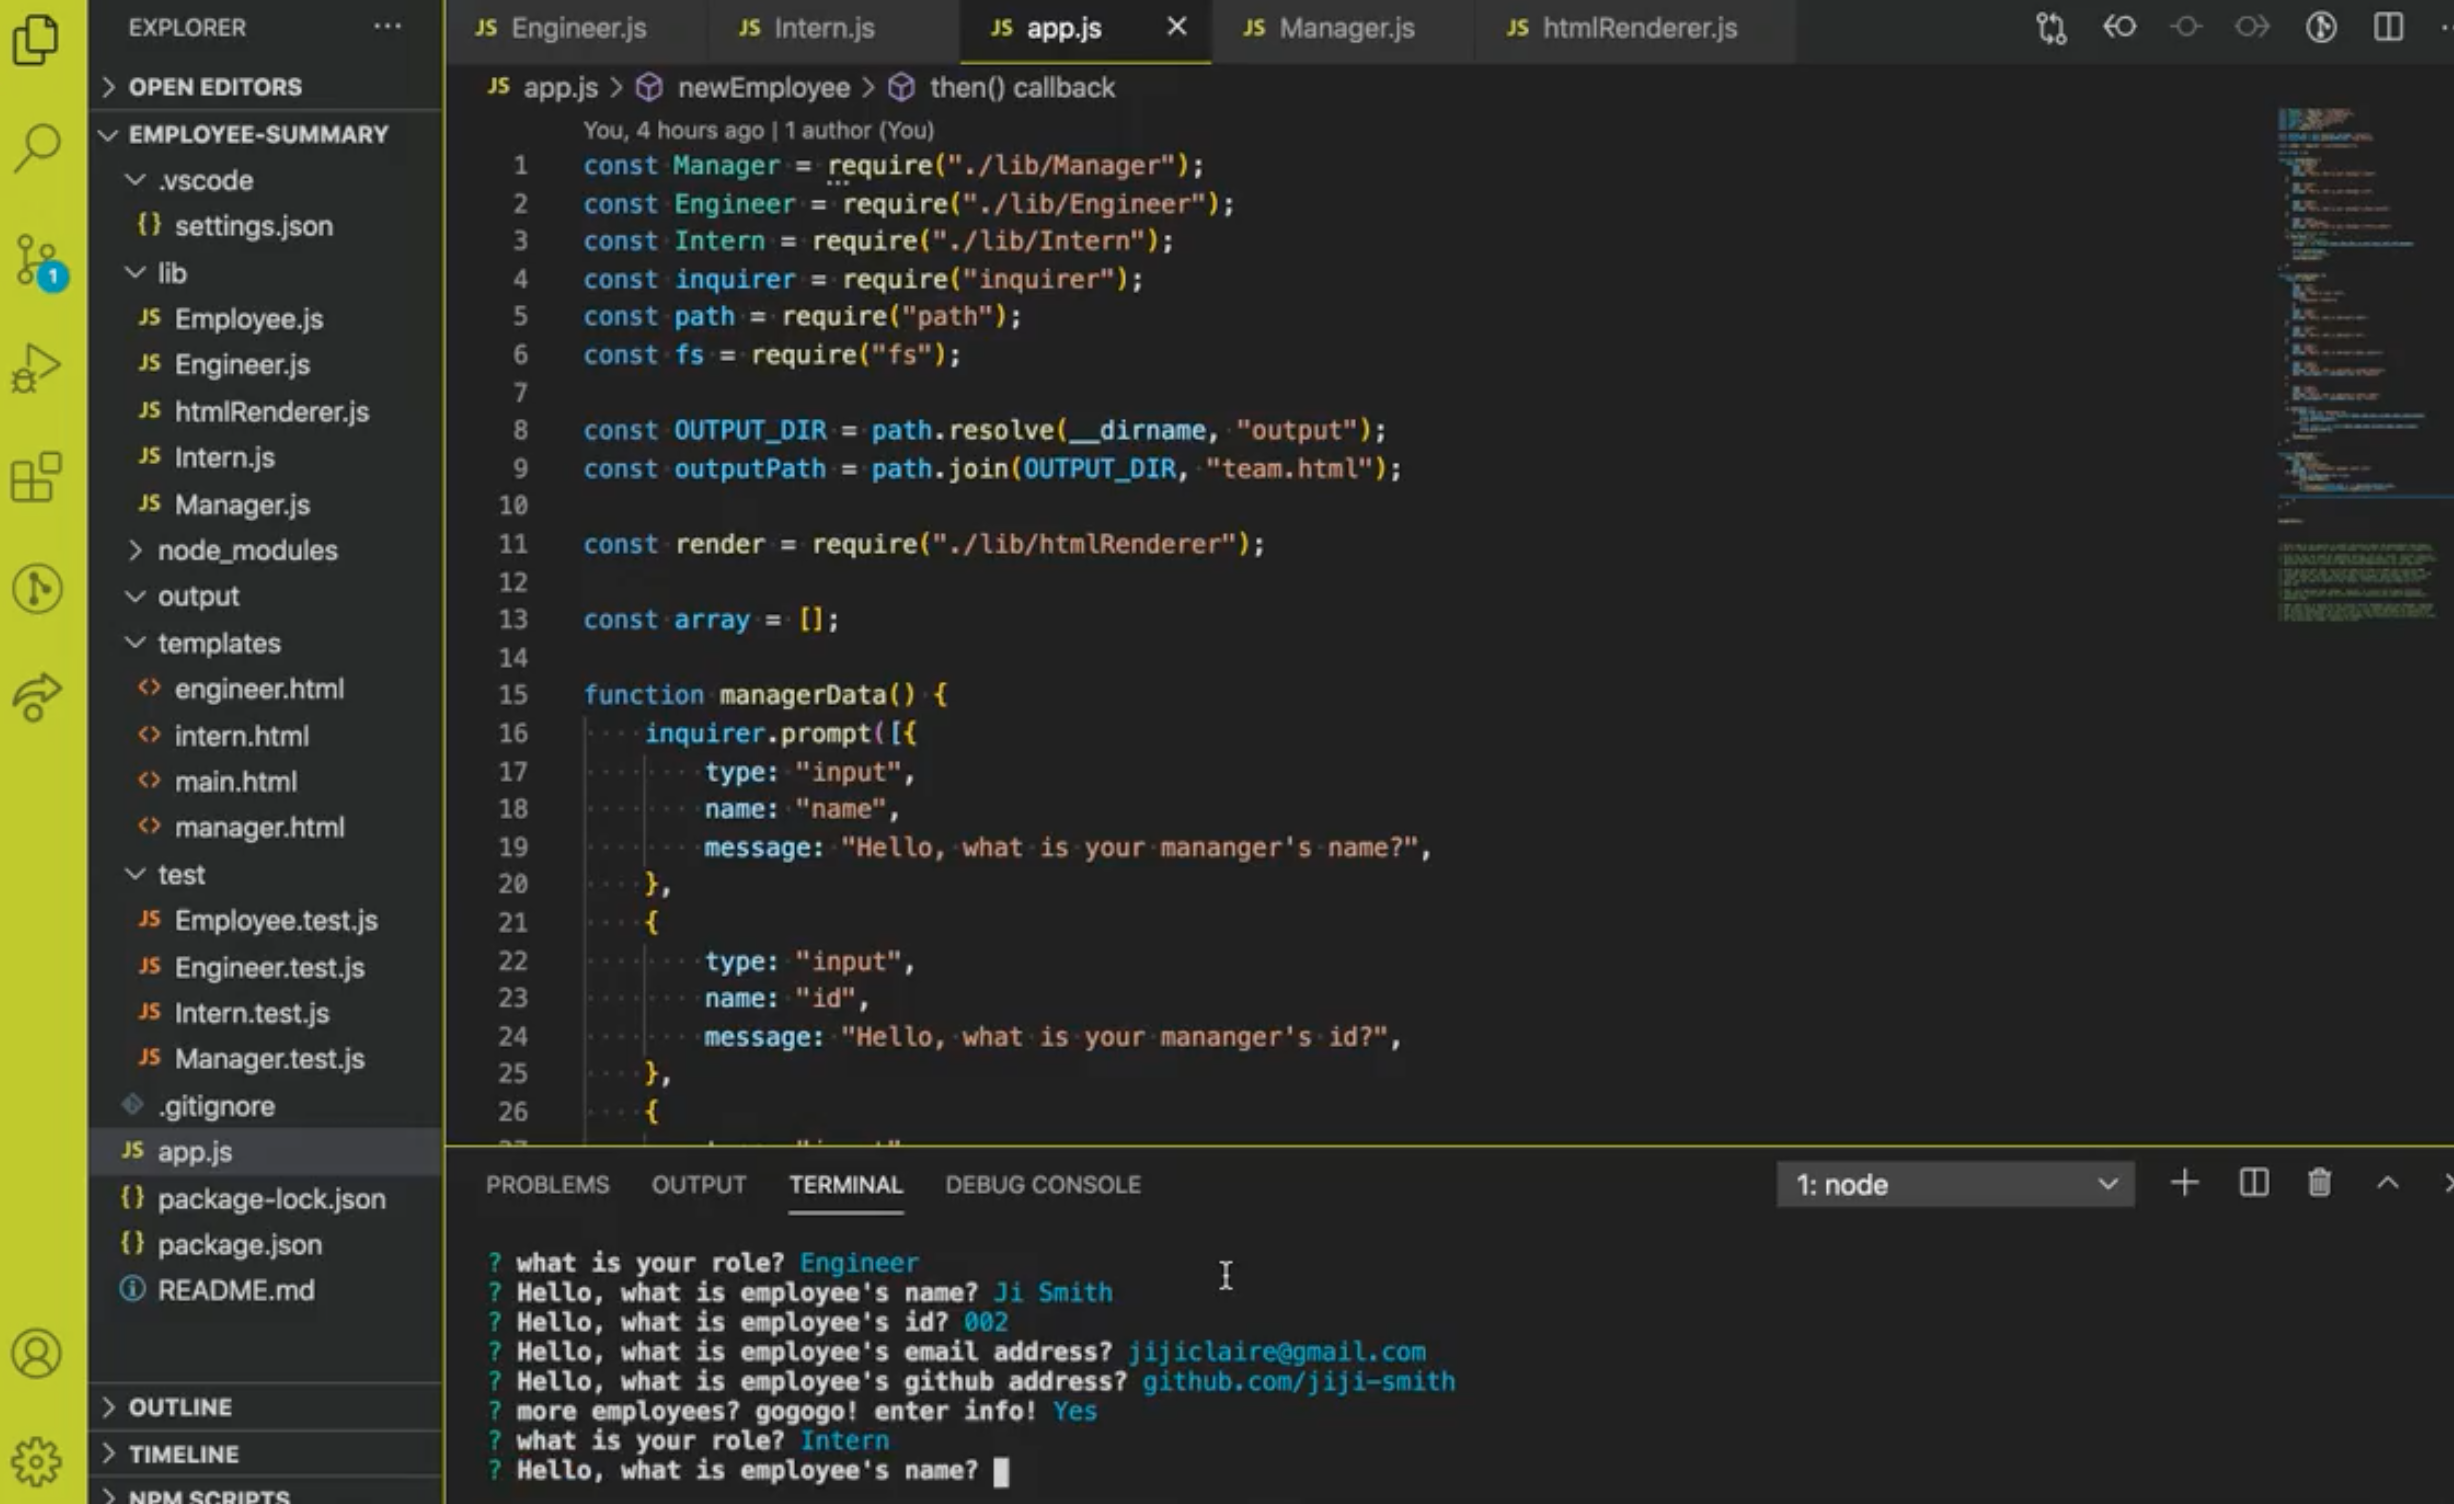 EXPLORER
OPEN EDITORS
EMPLOYEE-SUMMARY
.vscode
{} settings.json
lib
JS Employee.js
JS Engineer.js
JS htmlRenderer.js
JS Intern.js
JS Manager.js
node_modules
output
templates
<> engineer.html
<> intern.html
<> main.html
<> manager.html
test
JS Employee.test.js
JS Engineer.test.js
JS Intern.test.js
JS Manager.test.js
.gitignore
JS app.js
{} package-lock.json
{} package.json
README.md
OUTLINE
TIMELINE
NPM SCRIPTS
1
JS Engineer.js JS Intern.js JS app.js JS Manager.js JS htmlRenderer.js
JS app.js > newEmployee > then() callback
You, 4 hours ago | 1 author (You)
1 const Manager = require("./lib/Manager");
2 const Engineer = require("./lib/Engineer");
3 const Intern = require("./lib/Intern");
4 const inquirer = require("inquirer");
5 const path = require("path");
6 const fs = require("fs");
7
8 const OUTPUT_DIR = path.resolve(__dirname, "output");
9 const outputPath = path.join(OUTPUT_DIR, "team.html");
10
11 const render = require("./lib/htmlRenderer");
12
13 const array = [];
14
15 function managerData() {
16 inquirer.prompt([{
17 type: "input",
18 name: "name",
19 message: "Hello, what is your mananger's name?",
20 },
21 {
22 type: "input",
23 name: "id",
24 message: "Hello, what is your mananger's id?",
25 },
26 {
PROBLEMS OUTPUT TERMINAL DEBUG CONSOLE 1: node
? what is your role? Engineer
? Hello, what is employee's name? Ji Smith
? Hello, what is employee's id? 002
? Hello, what is employee's email address? jijiclaire@gmail.com
? Hello, what is employee's github address? github.com/jiji-smith
? more employees? gogogo! enter info! Yes
? what is your role? Intern
? Hello, what is employee's name?